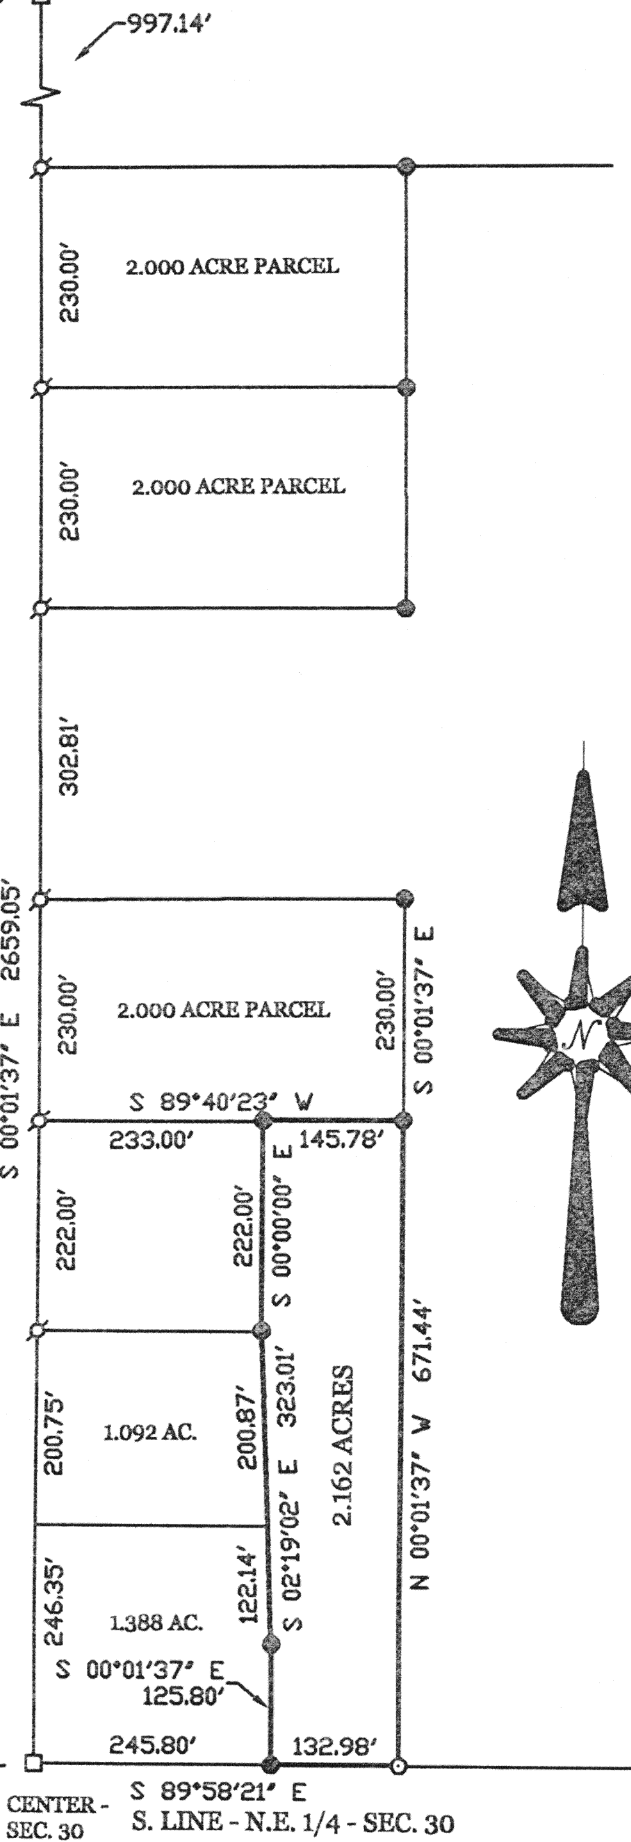 997.14'
230.00'
2.000 ACRE PARCEL
230.00'
2.000 ACRE PARCEL
302.81'
S 00°01'37" E 2659.05'
230.00'
2.000 ACRE PARCEL
230.00'
S 00°01'37" E
S 89°40'23" W
233.00'
145.78'
222.00'
222.00'
S 00°00'00" E
N
200.75'
1.092 AC.
200.87'
S 02°19'02" E 323.01'
2.162 ACRES
N 00°01'37" W 671.44'
246.35'
1.388 AC.
122.14'
S 00°01'37" E
125.80'
245.80'
132.98'
S 89°58'21" E
CENTER -
SEC. 30
S. LINE - N.E. 1/4 - SEC. 30